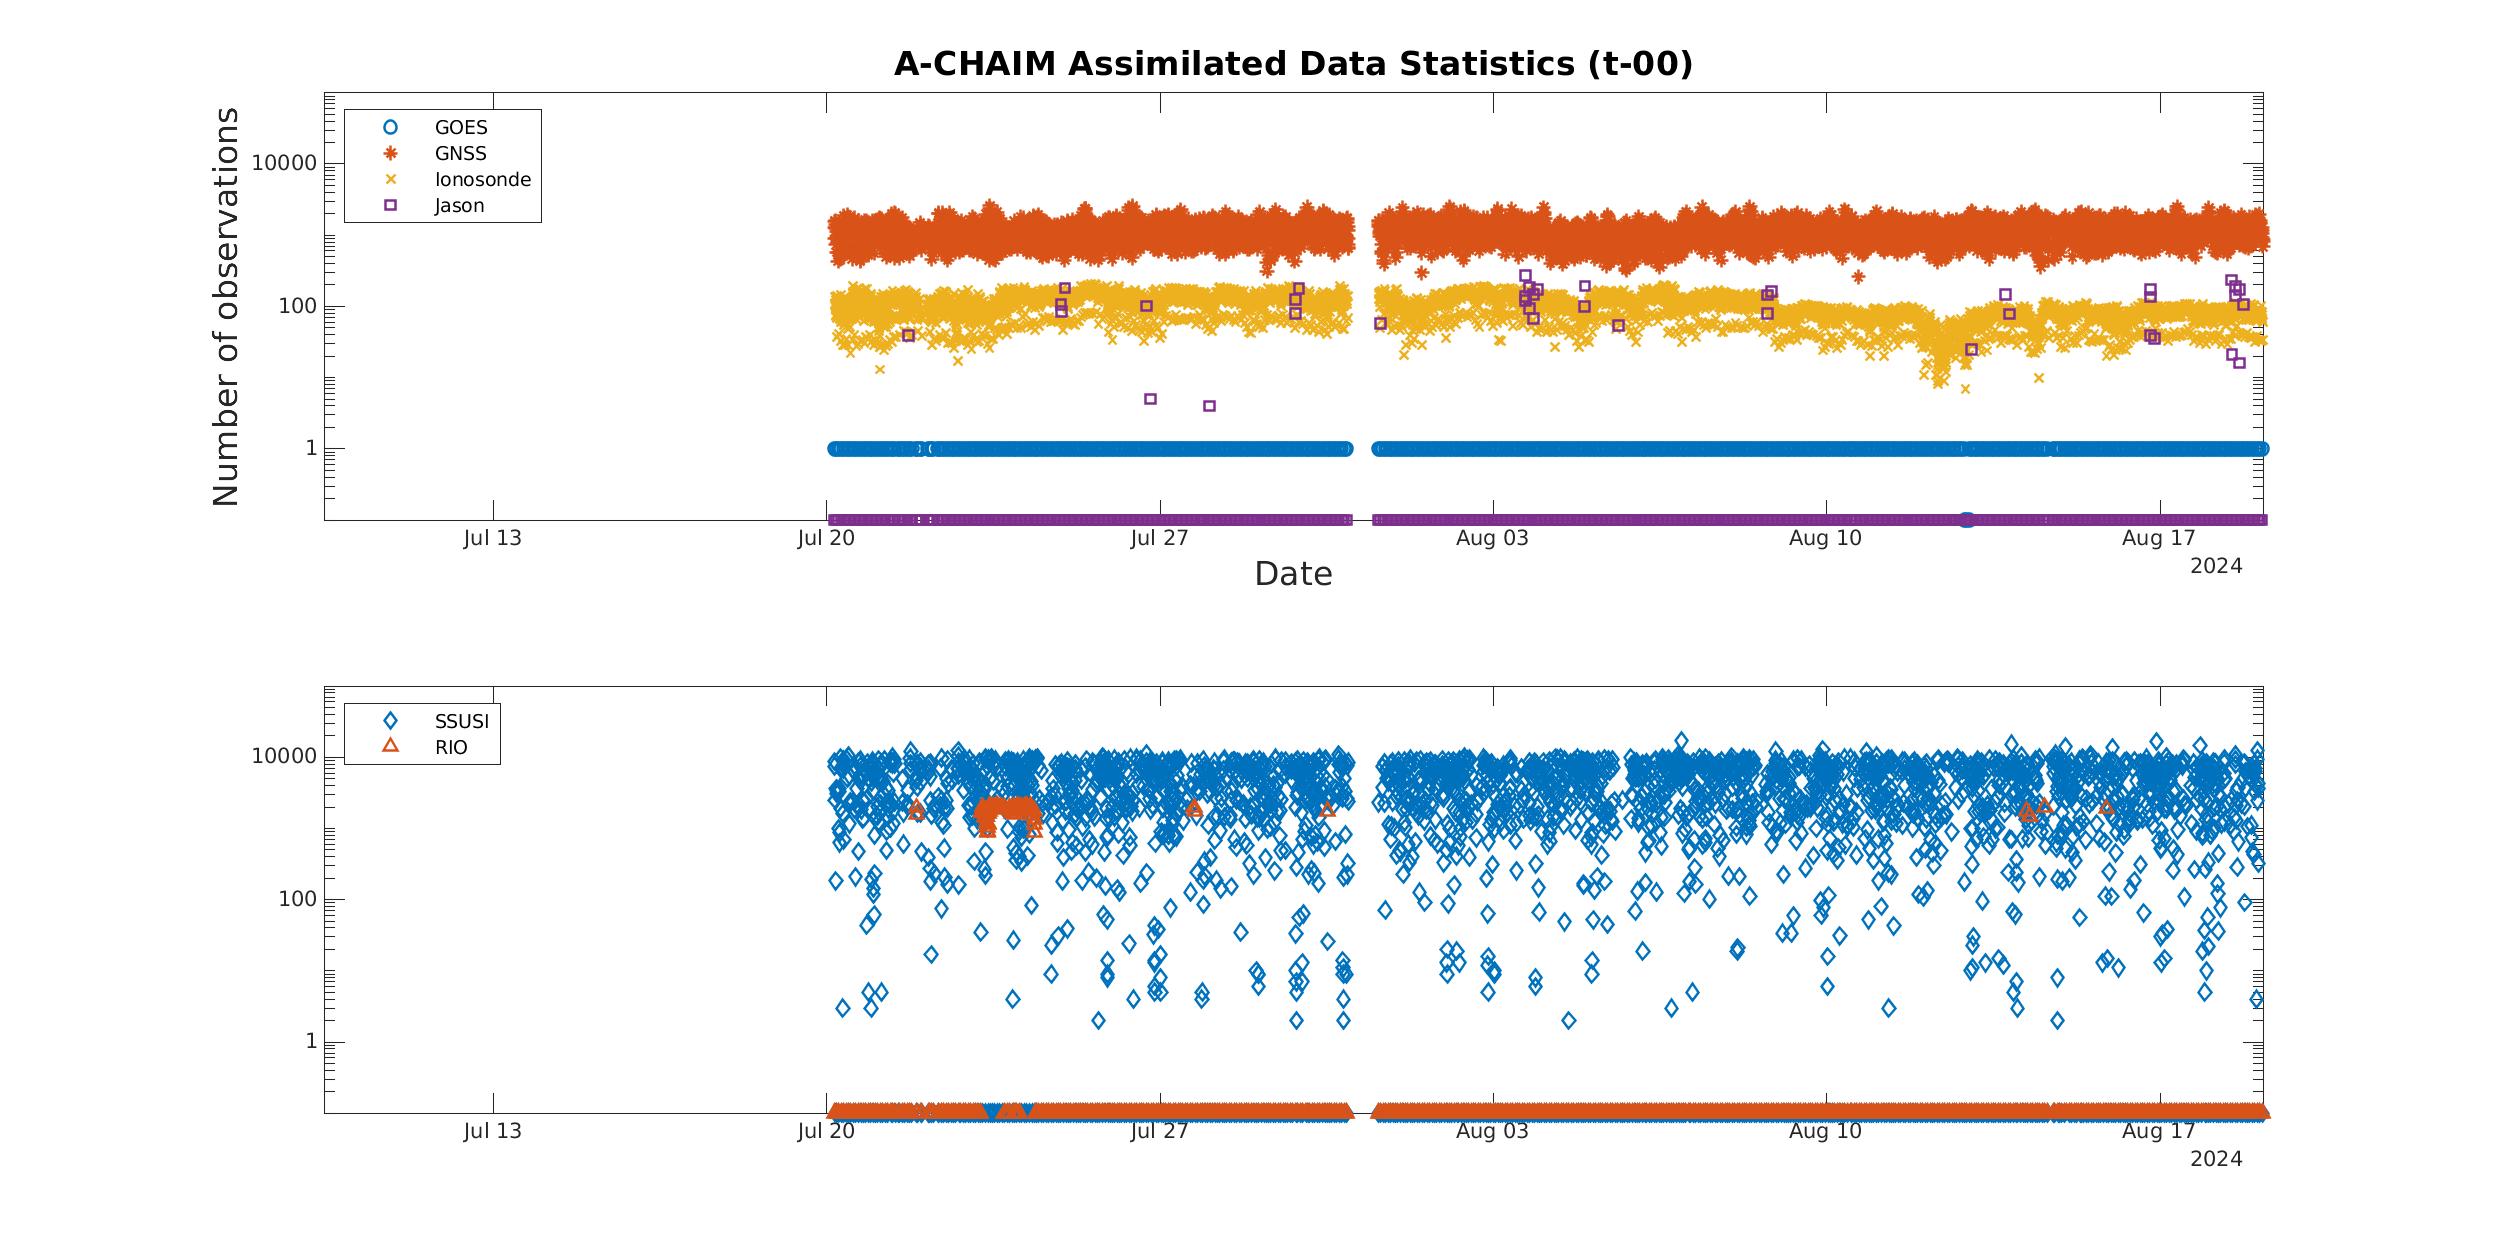 A-CHAIM Assimilated Data Statistics (t-00)
Number of observations
10000
100
1
GOES
GNSS
Ionosonde
Jason
Jul 13
Jul 20
Jul 27
Aug 03
Aug 10
Aug 17
2024
Date
10000
100
1
SSUSI
RIO
Jul 13
Jul 20
Jul 27
Aug 03
Aug 10
Aug 17
2024